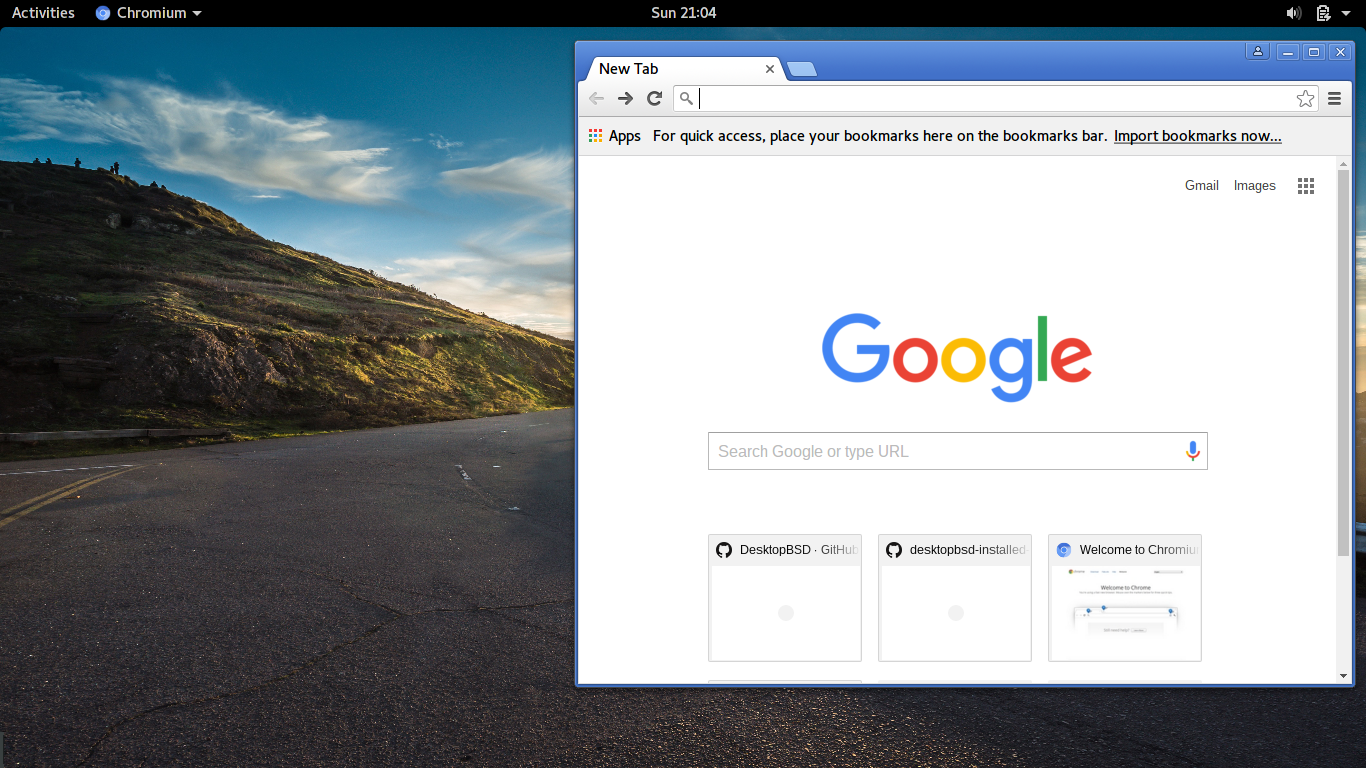 Activities Chromium Sun 21:04
New Tab
Apps For quick access, place your bookmarks here on the bookmarks bar. Import bookmarks now...
Gmail Images
Google
Search Google or type URL
DesktopBSD · GitHub desktopbsd-installed Welcome to Chromiu
Welcome to Chrome